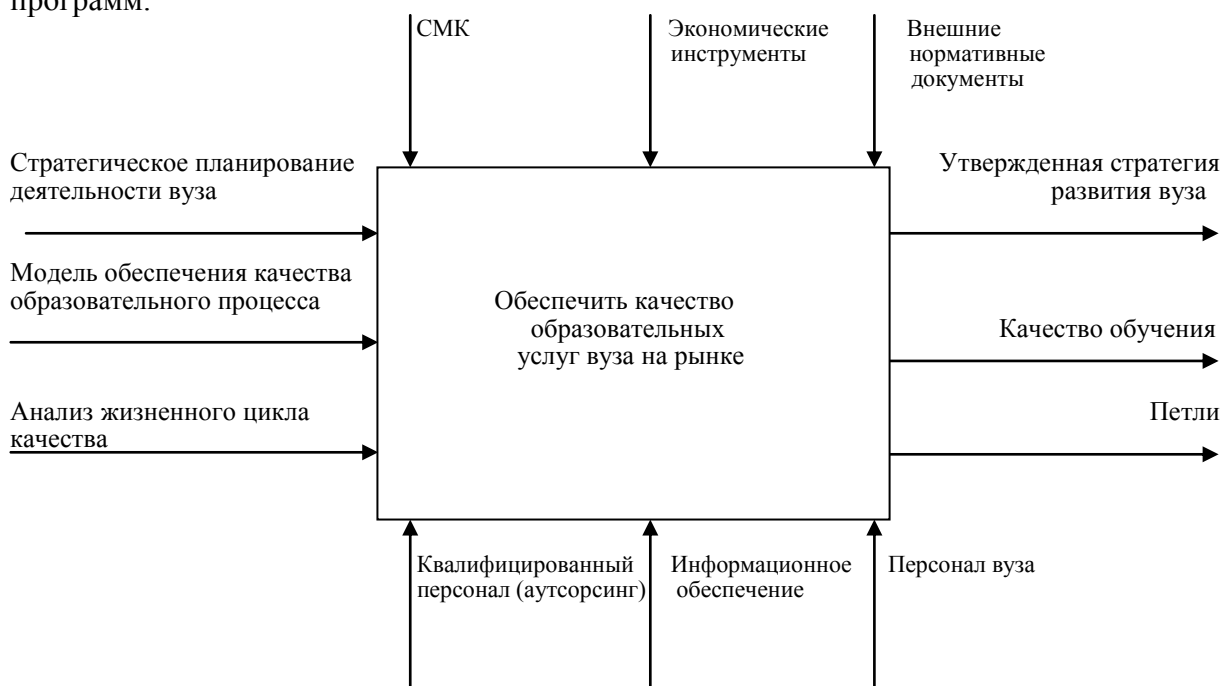 программ.
СМК
Экономические
инструменты
Внешние
нормативные
документы
Стратегическое планирование
деятельности вуза
Утвержденная стратегия
развития вуза
Модель обеспечения качества
образовательного процесса
Обеспечить качество
образовательных
услуг вуза на рынке
Качество обучения
Анализ жизненного цикла
качества
Петли
Квалифицированный
персонал (аутсорсинг)
Информационное
обеспечение
Персонал вуза